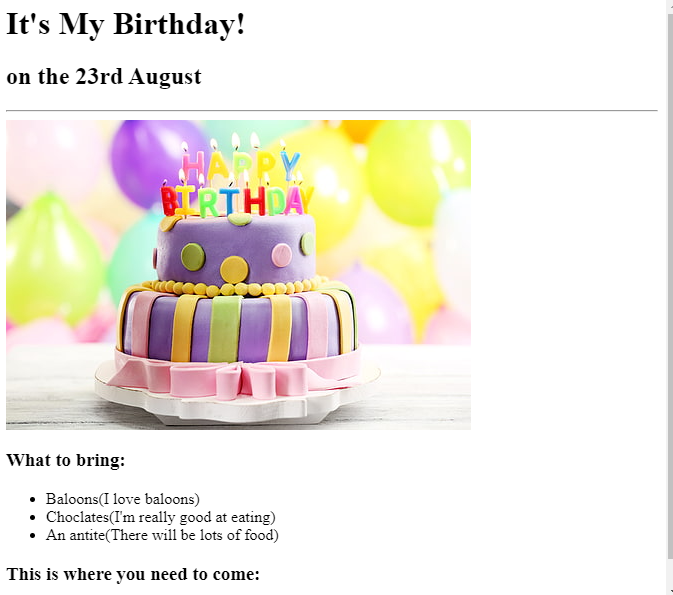 It's My Birthday!
on the 23rd August
HAPPY
BIRTHDAY
What to bring:
Baloons(I love baloons)
Choclates(I'm really good at eating)
An antite(There will be lots of food)
This is where you need to come: